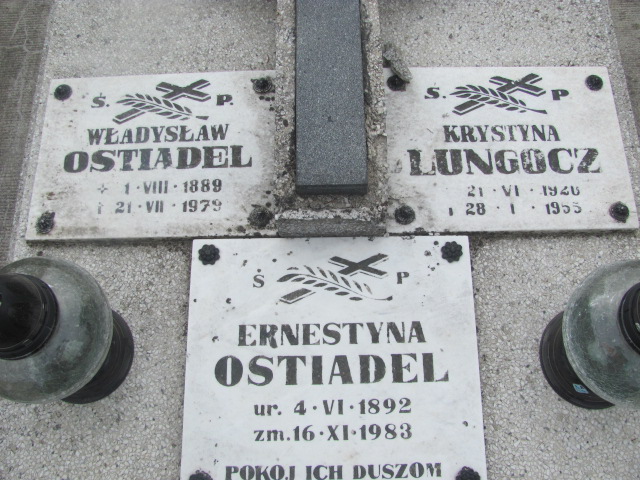 Ś. P.
WŁADYSŁAW
OSTIADEL
1 · VIII · 1889
21 · VII · 1979
S. P
KRYSTYNA
LUNGOCZ
21 · VI · 1926
28 · I · 1955
Ś P
ERNESTYNA
OSTIADEL
ur. 4 · VI · 1892
zm. 16 · XI · 1983
POKÓJ ICH DUSZOM